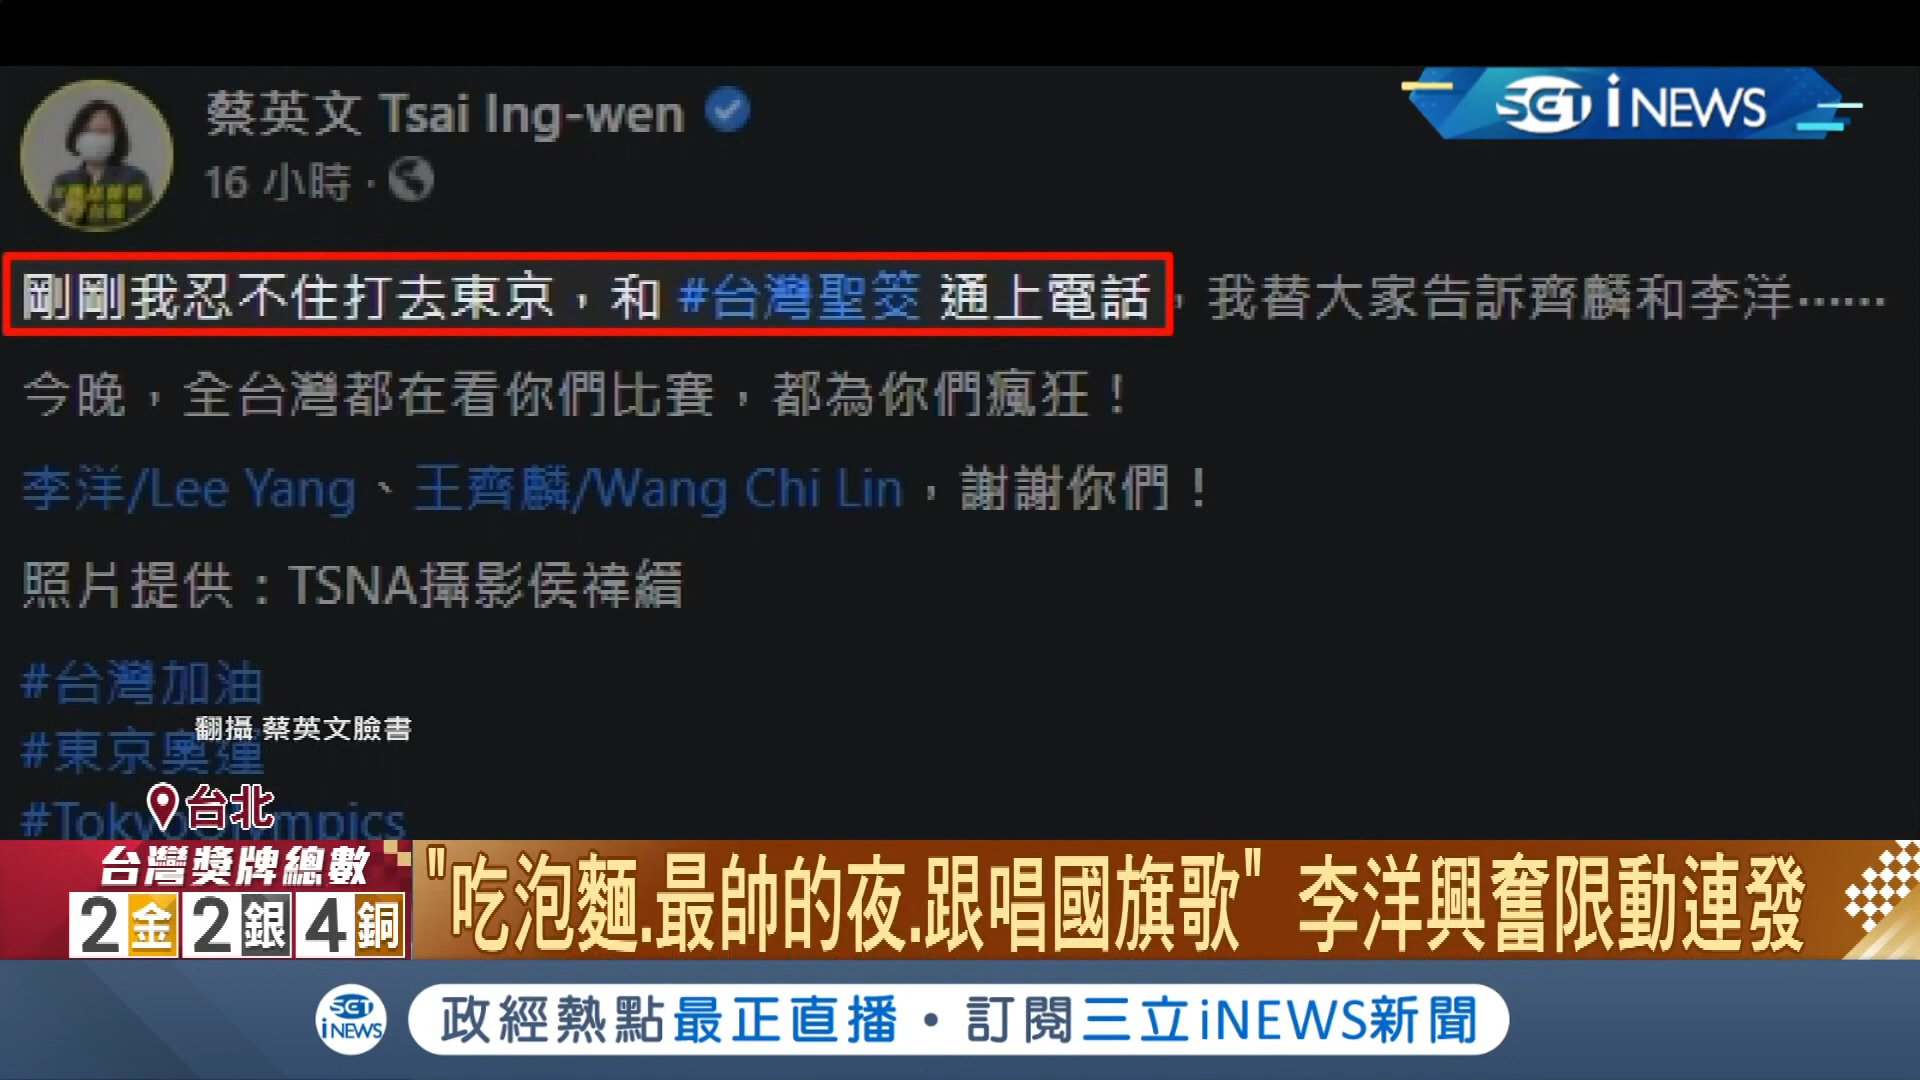 蔡英文 Tsai Ing-wen
16 小時
SET iNEWS
剛剛我忍不住打去東京，和 #台灣聖筊 通上電話，我替大家告訴齊麟和李洋⋯⋯
今晚，全台灣都在看你們比賽，都為你們瘋狂！
李洋/Lee Yang、王齊麟/Wang Chi Lin，謝謝你們！
照片提供：TSNA攝影侯禕縉
#台灣加油
#東京奧運
翻攝 蔡英文臉書
#TokyoOlympics
台北
台灣獎牌總數
2金 2銀 4銅
"吃泡麵.最帥的夜.跟唱國旗歌" 李洋興奮限動連發
SET iNEWS
政經熱點最正直播・訂閱三立iNEWS新聞